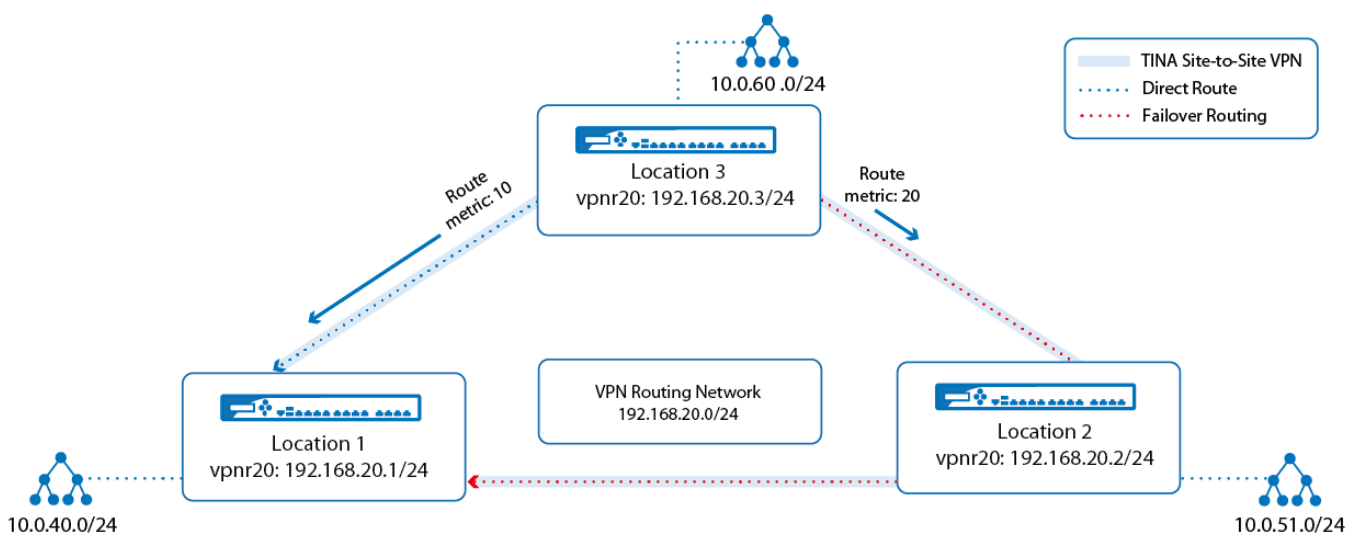 10.0.60 .0/24
TINA Site-to-Site VPN
Direct Route
Failover Routing
Location 3
vpnr20: 192.168.20.3/24
Route
metric: 10
Route
metric: 20
VPN Routing Network
192.168.20.0/24
Location 1
vpnr20: 192.168.20.1/24
Location 2
vpnr20: 192.168.20.2/24
10.0.40.0/24
10.0.51.0/24